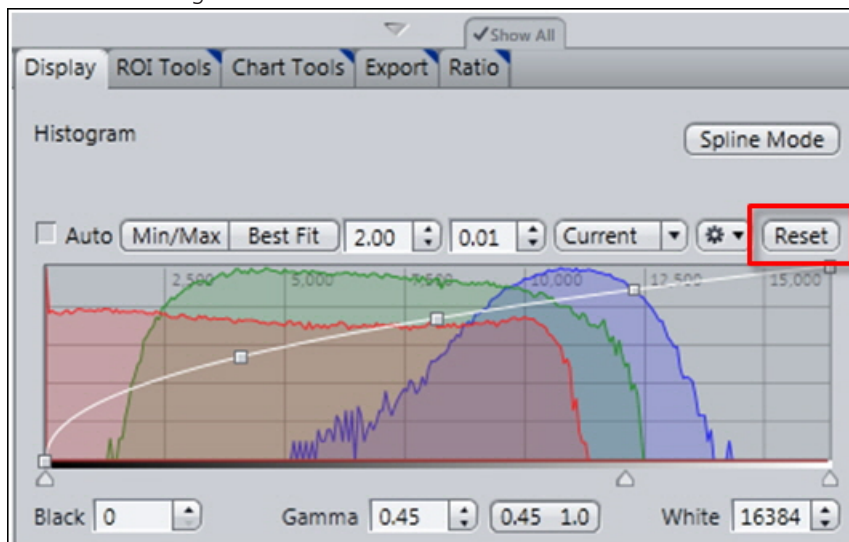 Show All
Display ROI Tools Chart Tools Export Ratio
Histogram
Spline Mode
Auto Min/Max Best Fit 2.00 0.01 Current Reset
2,500 5,000 7,500 10,000 12,500 15,000
Black 0 Gamma 0.45 0.45 1.0 White 16384